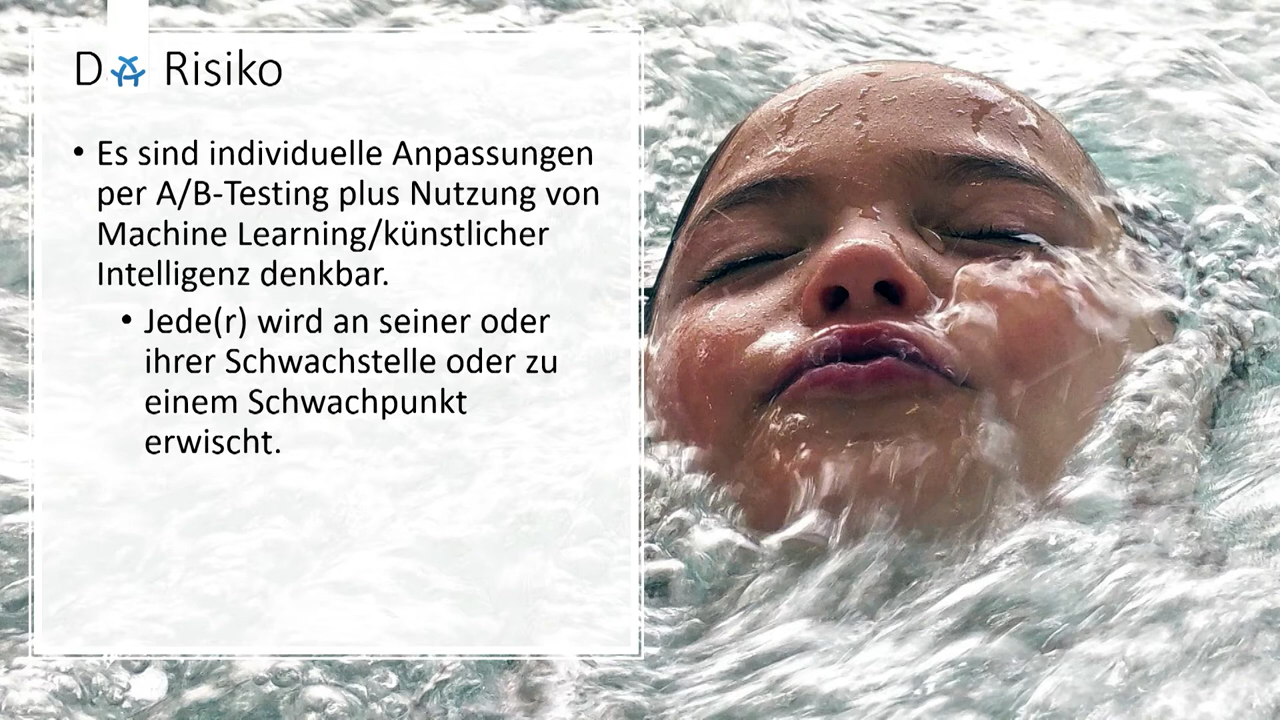 Risiko
• Es sind individuelle Anpassungen
per A/B-Testing plus Nutzung von
Machine Learning/künstlicher
Intelligenz denkbar.
• Jede(r) wird an seiner oder
ihrer Schwachstelle oder zu
einem Schwachpunkt
erwischt.